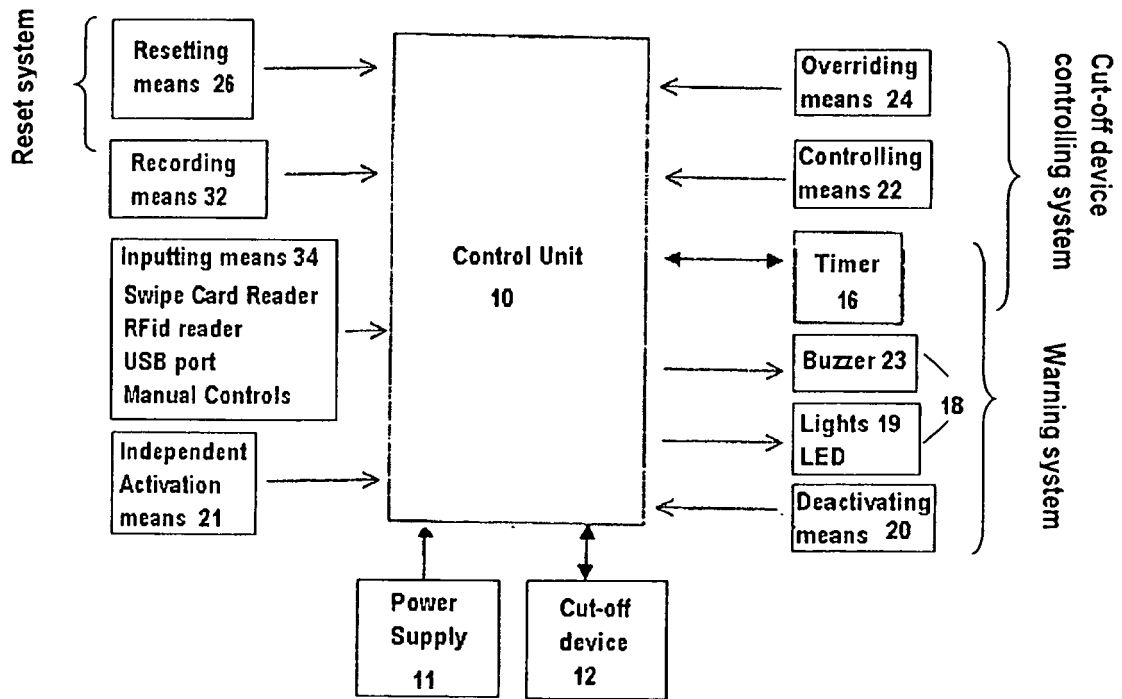 Reset system
Resetting
means 26
Recording
means 32
Inputting means 34
Swipe Card Reader
RFid reader
USB port
Manual Controls
Independent
Activation
means 21
Control Unit
10
Power
Supply
11
Cut-off
device
12
Overriding
means 24
Controlling
means 22
Timer
16
Buzzer 23
Lights 19
LED
18
Deactivating
means 20
Cut-off device
controlling system
Warning system